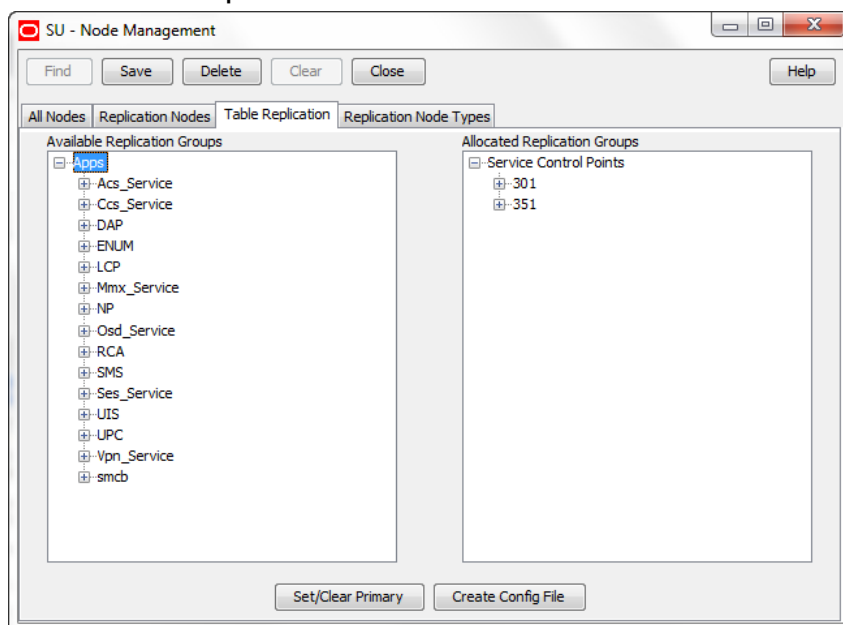 SU - Node Management
Find Save Delete Clear Close Help
All Nodes Replication Nodes Table Replication Replication Node Types
Available Replication Groups
Apps
Acs_Service
Ccs_Service
DAP
ENUM
LCP
Mmx_Service
NP
Osd_Service
RCA
SMS
Ses_Service
UIS
UPC
Vpn_Service
smcb
Allocated Replication Groups
Service Control Points
301
351
Set/Clear Primary Create Config File